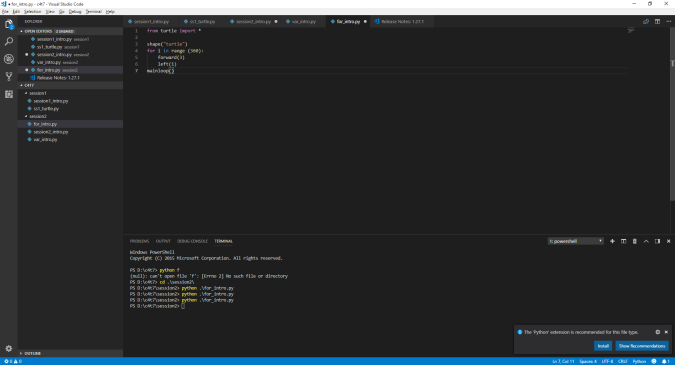 for_intro.py - c4t7 - Visual Studio Code
File Edit Selection View Go Debug Terminal Help
EXPLORER
OPEN EDITORS 2 UNSAVED
session1_intro.py session1
ss1_turtle.py session1
session2_intro.py session2
var_intro.py session2
for_intro.py session2
Release Notes: 1.27.1
C4T7
session1
session1_intro.py
ss1_turtle.py
session2
for_intro.py
session2_intro.py
var_intro.py
OUTLINE
session1_intro.py ss1_turtle.py session2_intro.py var_intro.py for_intro.py Release Notes: 1.27.1
1 from turtle import *
2
3 shape("turtle")
4 for i in range (360):
5 forward(3)
6 left(1)
7 mainloop()
PROBLEMS OUTPUT DEBUG CONSOLE TERMINAL 1: powershell
Windows PowerShell
Copyright (C) 2015 Microsoft Corporation. All rights reserved.
PS D:\c4t7> python f
(null): can't open file 'f': [Errno 2] No such file or directory
PS D:\c4t7> cd .\session2\
PS D:\c4t7\session2> python .\for_intro.py
PS D:\c4t7\session2> python .\for_intro.py
PS D:\c4t7\session2> python .\for_intro.py
PS D:\c4t7\session2>
The 'Python' extension is recommended for this file type.
Install Show Recommendations
0 0 Ln 7, Col 11 Spaces: 4 UTF-8 CRLF Python 1